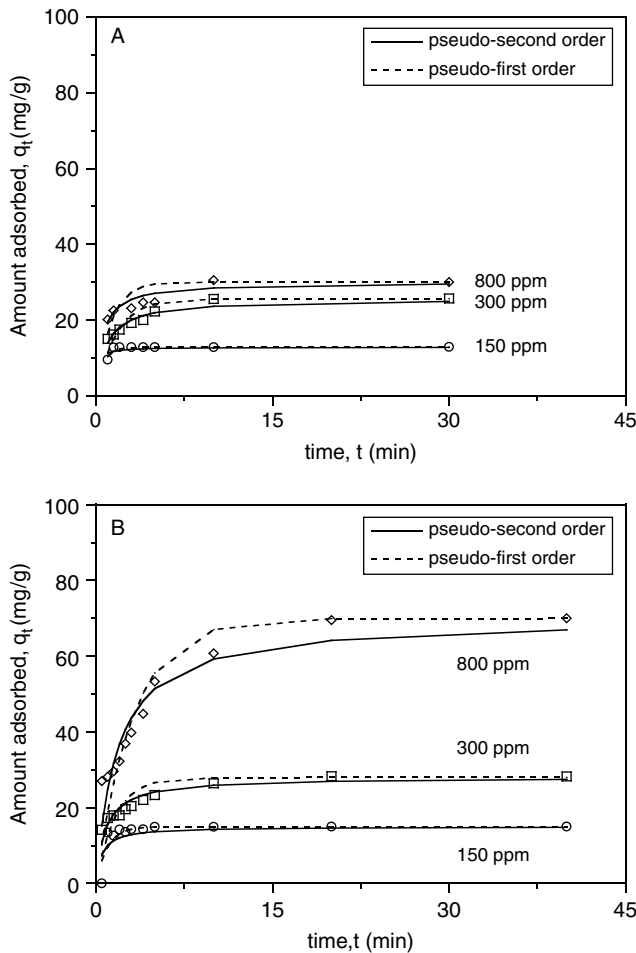 A
pseudo-second order
pseudo-first order
100
80
60
40
20
0
Amount adsorbed, qt(mg/g)
800 ppm
300 ppm
150 ppm
0
15
30
45
time, t (min)
B
pseudo-second order
pseudo-first order
100
80
60
40
20
0
Amount adsorbed, qt(mg/g)
800 ppm
300 ppm
150 ppm
0
15
30
45
time,t (min)